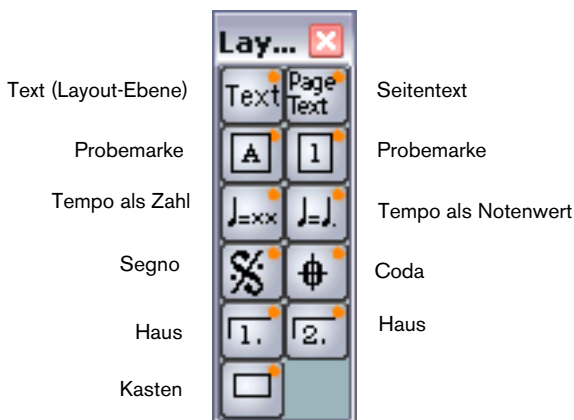 Lay...
Text (Layout-Ebene)
Text
Page
Text
Seitentext
Probemarke
A
1
Probemarke
Tempo als Zahl
=xx
=
Tempo als Notenwert
Segno
Coda
Haus
1.
2.
Haus
Kasten